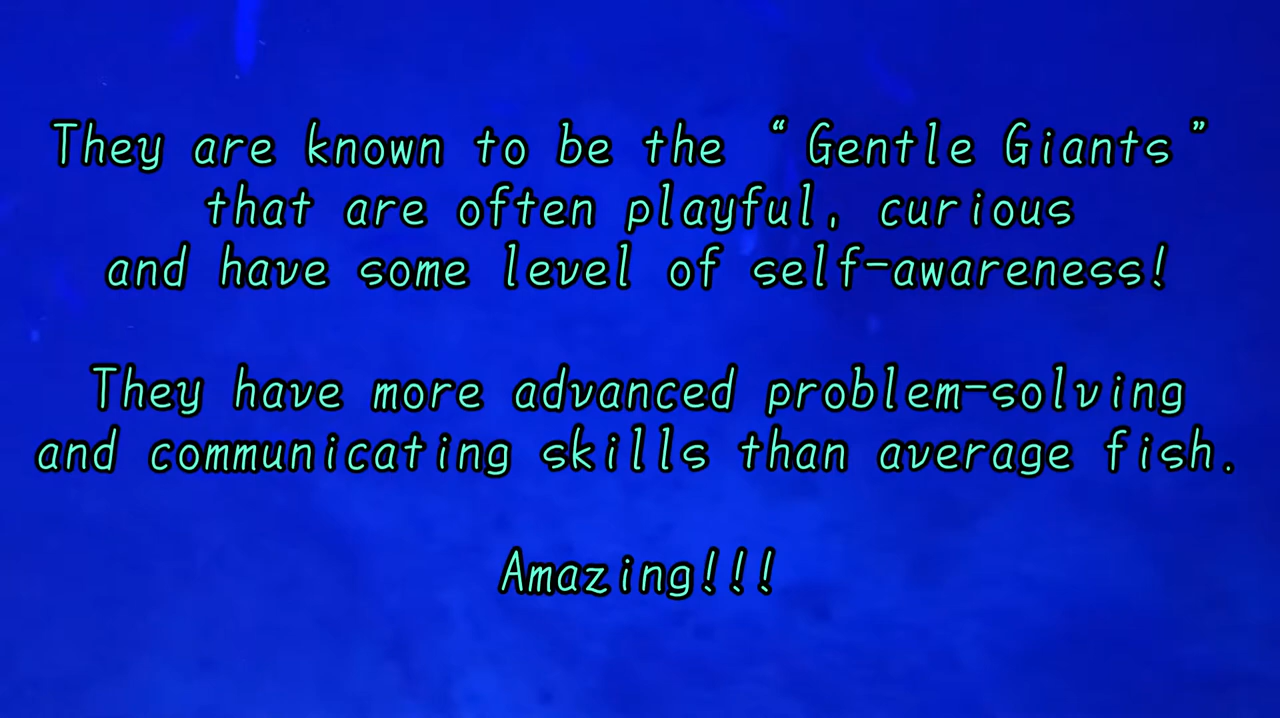 They are known to be the “Gentle Giants”
that are often playful, curious
and have some level of self-awareness!
They have more advanced problem-solving
and communicating skills than average fish.
Amazing!!!